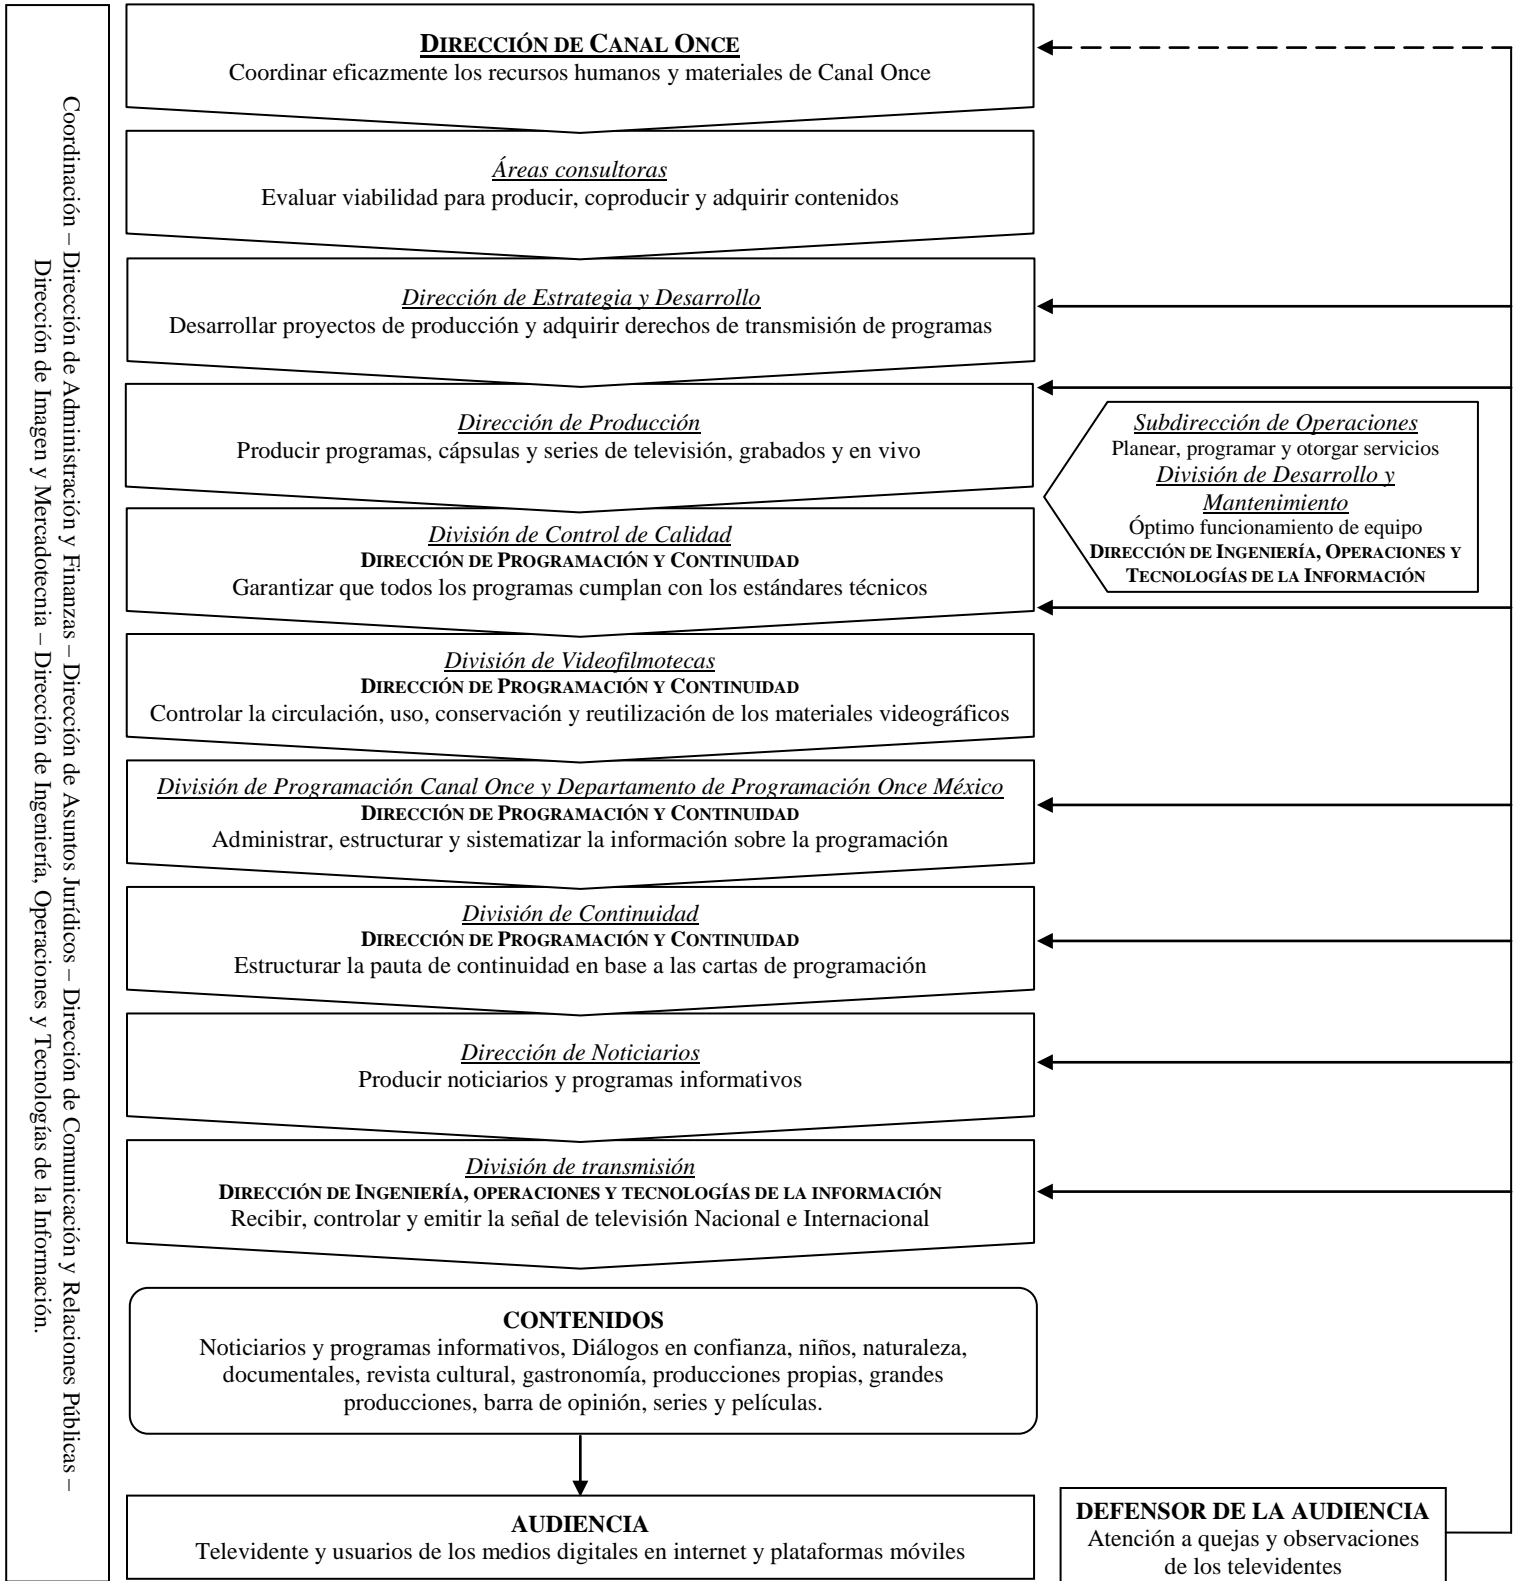 Coordinación – Dirección de Administración y Finanzas – Dirección de Asuntos Jurídicos – Dirección de Comunicación y Relaciones Públicas –
Dirección de Imagen y Mercadotecnia – Dirección de Ingeniería, Operaciones y Tecnologías de la Información.
DIRECCIÓN DE CANAL ONCE
Coordinar eficazmente los recursos humanos y materiales de Canal Once
Áreas consultoras
Evaluar viabilidad para producir, coproducir y adquirir contenidos
Dirección de Estrategia y Desarrollo
Desarrollar proyectos de producción y adquirir derechos de transmisión de programas
Dirección de Producción
Producir programas, cápsulas y series de televisión, grabados y en vivo
Subdirección de Operaciones
Planear, programar y otorgar servicios
División de Desarrollo y
Mantenimiento
Óptimo funcionamiento de equipo
DIRECCIÓN DE INGENIERÍA, OPERACIONES Y
TECNOLOGÍAS DE LA INFORMACIÓN
División de Control de Calidad
DIRECCIÓN DE PROGRAMACIÓN Y CONTINUIDAD
Garantizar que todos los programas cumplan con los estándares técnicos
División de Videofilmotecas
DIRECCIÓN DE PROGRAMACIÓN Y CONTINUIDAD
Controlar la circulación, uso, conservación y reutilización de los materiales videográficos
División de Programación Canal Once y Departamento de Programación Once México
DIRECCIÓN DE PROGRAMACIÓN Y CONTINUIDAD
Administrar, estructurar y sistematizar la información sobre la programación
División de Continuidad
DIRECCIÓN DE PROGRAMACIÓN Y CONTINUIDAD
Estructurar la pauta de continuidad en base a las cartas de programación
Dirección de Noticiarios
Producir noticiarios y programas informativos
División de transmisión
DIRECCIÓN DE INGENIERÍA, OPERACIONES Y TECNOLOGÍAS DE LA INFORMACIÓN
Recibir, controlar y emitir la señal de televisión Nacional e Internacional
CONTENIDOS
Noticiarios y programas informativos, Diálogos en confianza, niños, naturaleza,
documentales, revista cultural, gastronomía, producciones propias, grandes
producciones, barra de opinión, series y películas.
AUDIENCIA
Televidente y usuarios de los medios digitales en internet y plataformas móviles
DEFENSOR DE LA AUDIENCIA
Atención a quejas y observaciones
de los televidentes